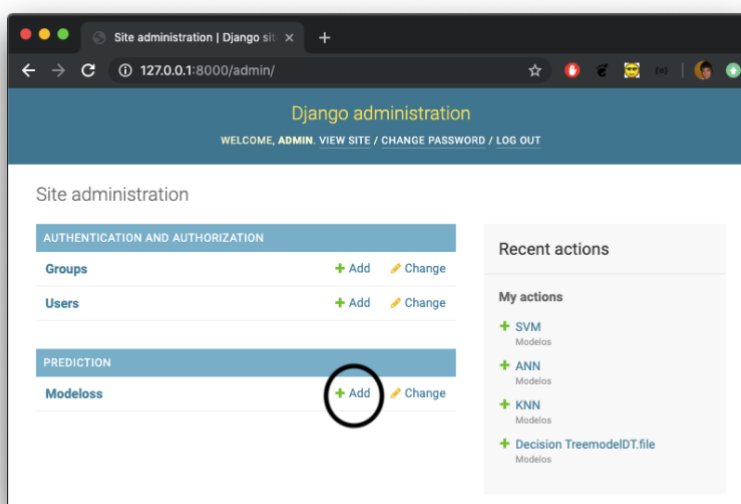 Site administration | Django sit
127.0.0.1:8000/admin/
Django administration
WELCOME, ADMIN. VIEW SITE / CHANGE PASSWORD / LOG OUT
Site administration
AUTHENTICATION AND AUTHORIZATION
Groups + Add Change
Users + Add Change
PREDICTION
Modeloss + Add Change
Recent actions
My actions
+ SVM
Modelos
+ ANN
Modelos
+ KNN
Modelos
+ Decision TreemodelDT.file
Modelos